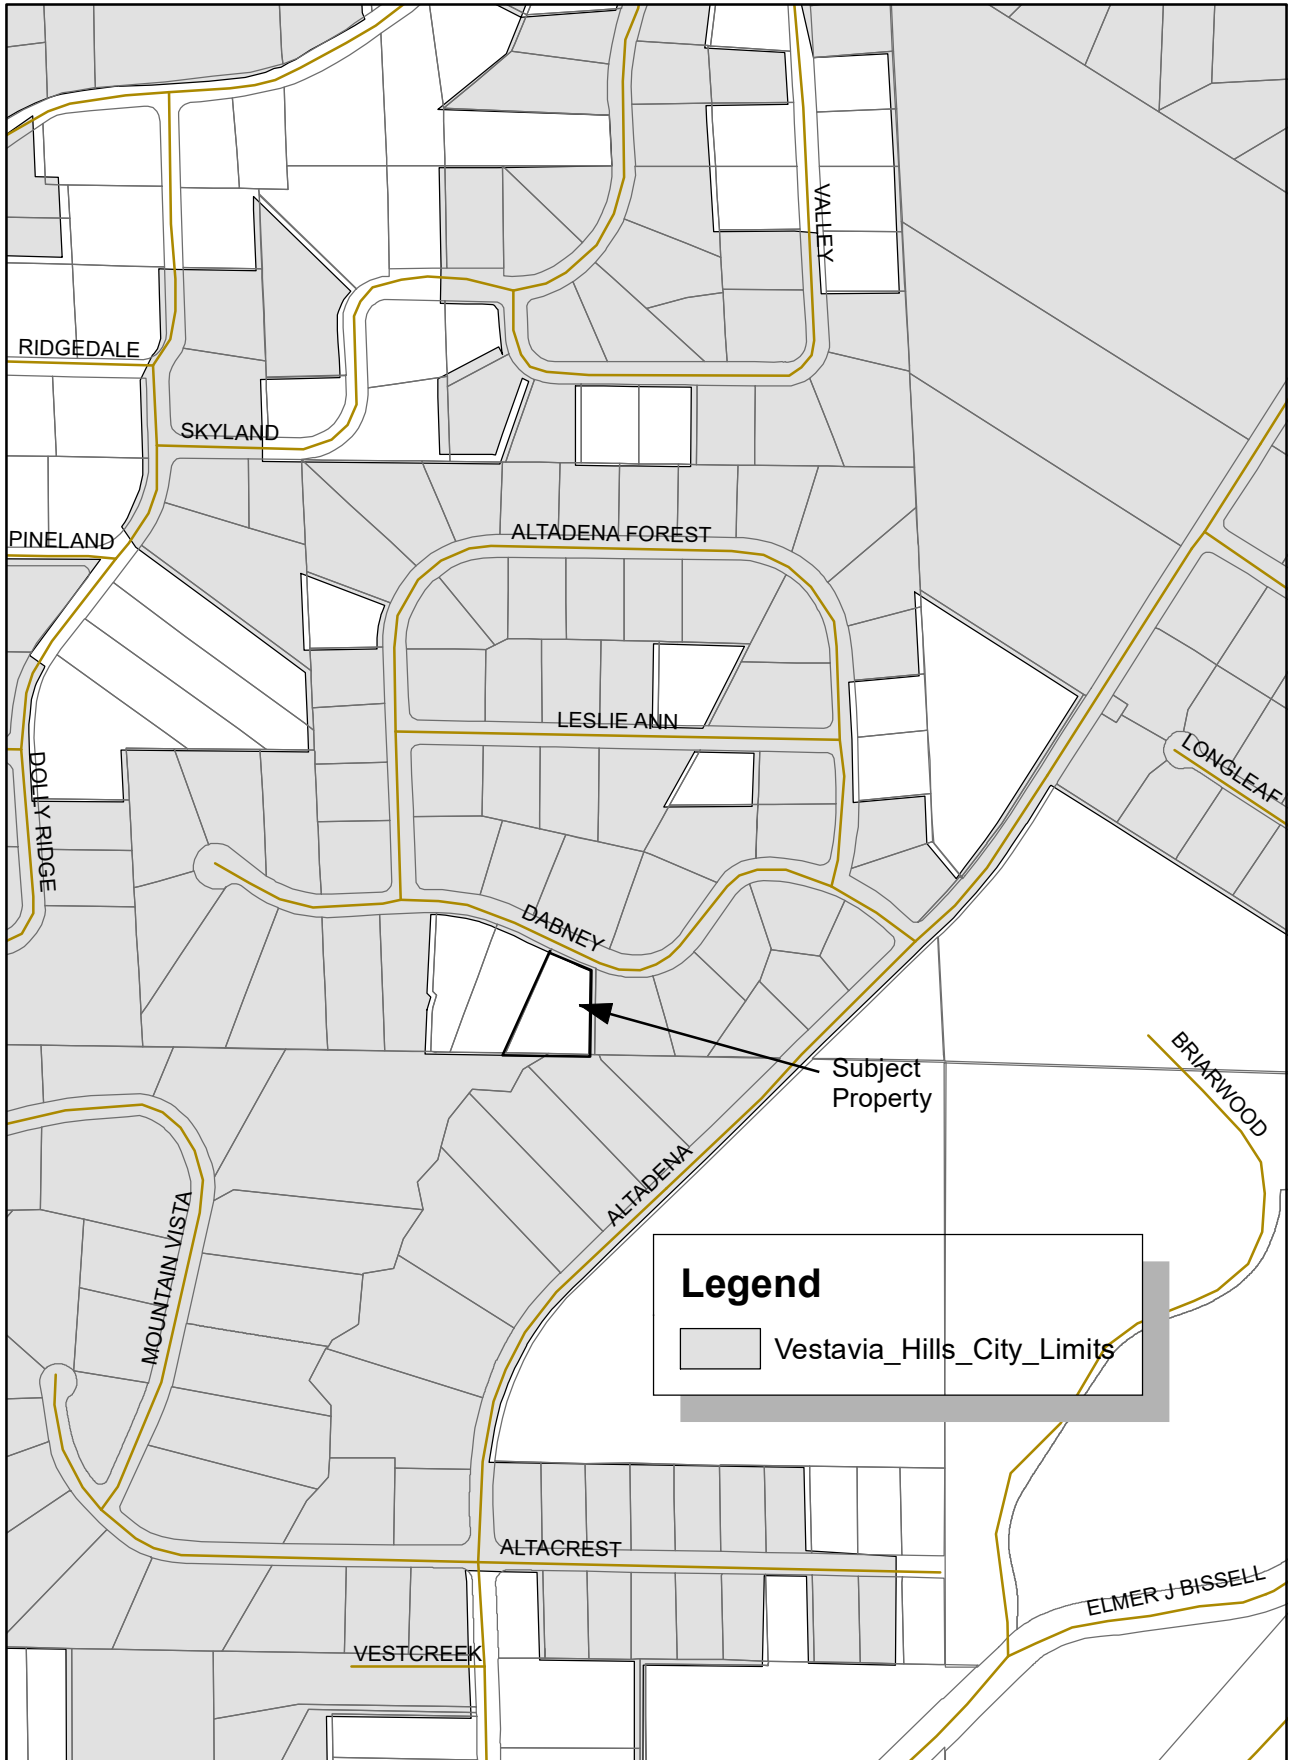 VALLEY
RIDGEDALE
SKYLAND
ALTADENA FOREST
PINELAND
LESLIE ANN
LONGLEAF
DOLLY RIDGE
DABNEY
BRIARWOOD
Subject
Property
ALTADENA
MOUNTAIN VISTA
Legend
Vestavia_Hills_City_Limits
ALTACREST
ELMER J BISSELL
VESTCREEK